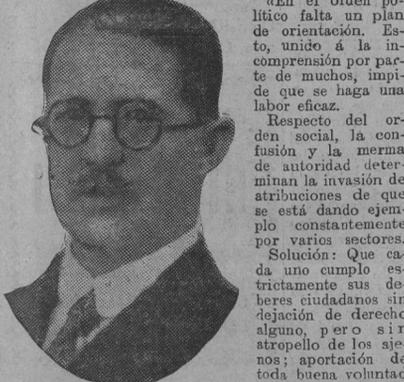 «En el orden po-
lítico falta un plan
de orientación. Es-
to, unido á la in-
comprensión por par-
te de muchos, impi-
de que se haga una
labor eficaz.
Respecto del or-
den social, la con-
fusión y la merma
de autoridad deter-
minan la invasión de
atribuciones de que
se está dando ejem-
plo constantemente
por varios sectores.
Solución: Que ca-
da uno cumplo es-
trictamente sus de-
beres ciudadanos sin
dejación de derecho
alguno, pero sin
atropello de los aje-
nos; aportación de
toda buena voluntad